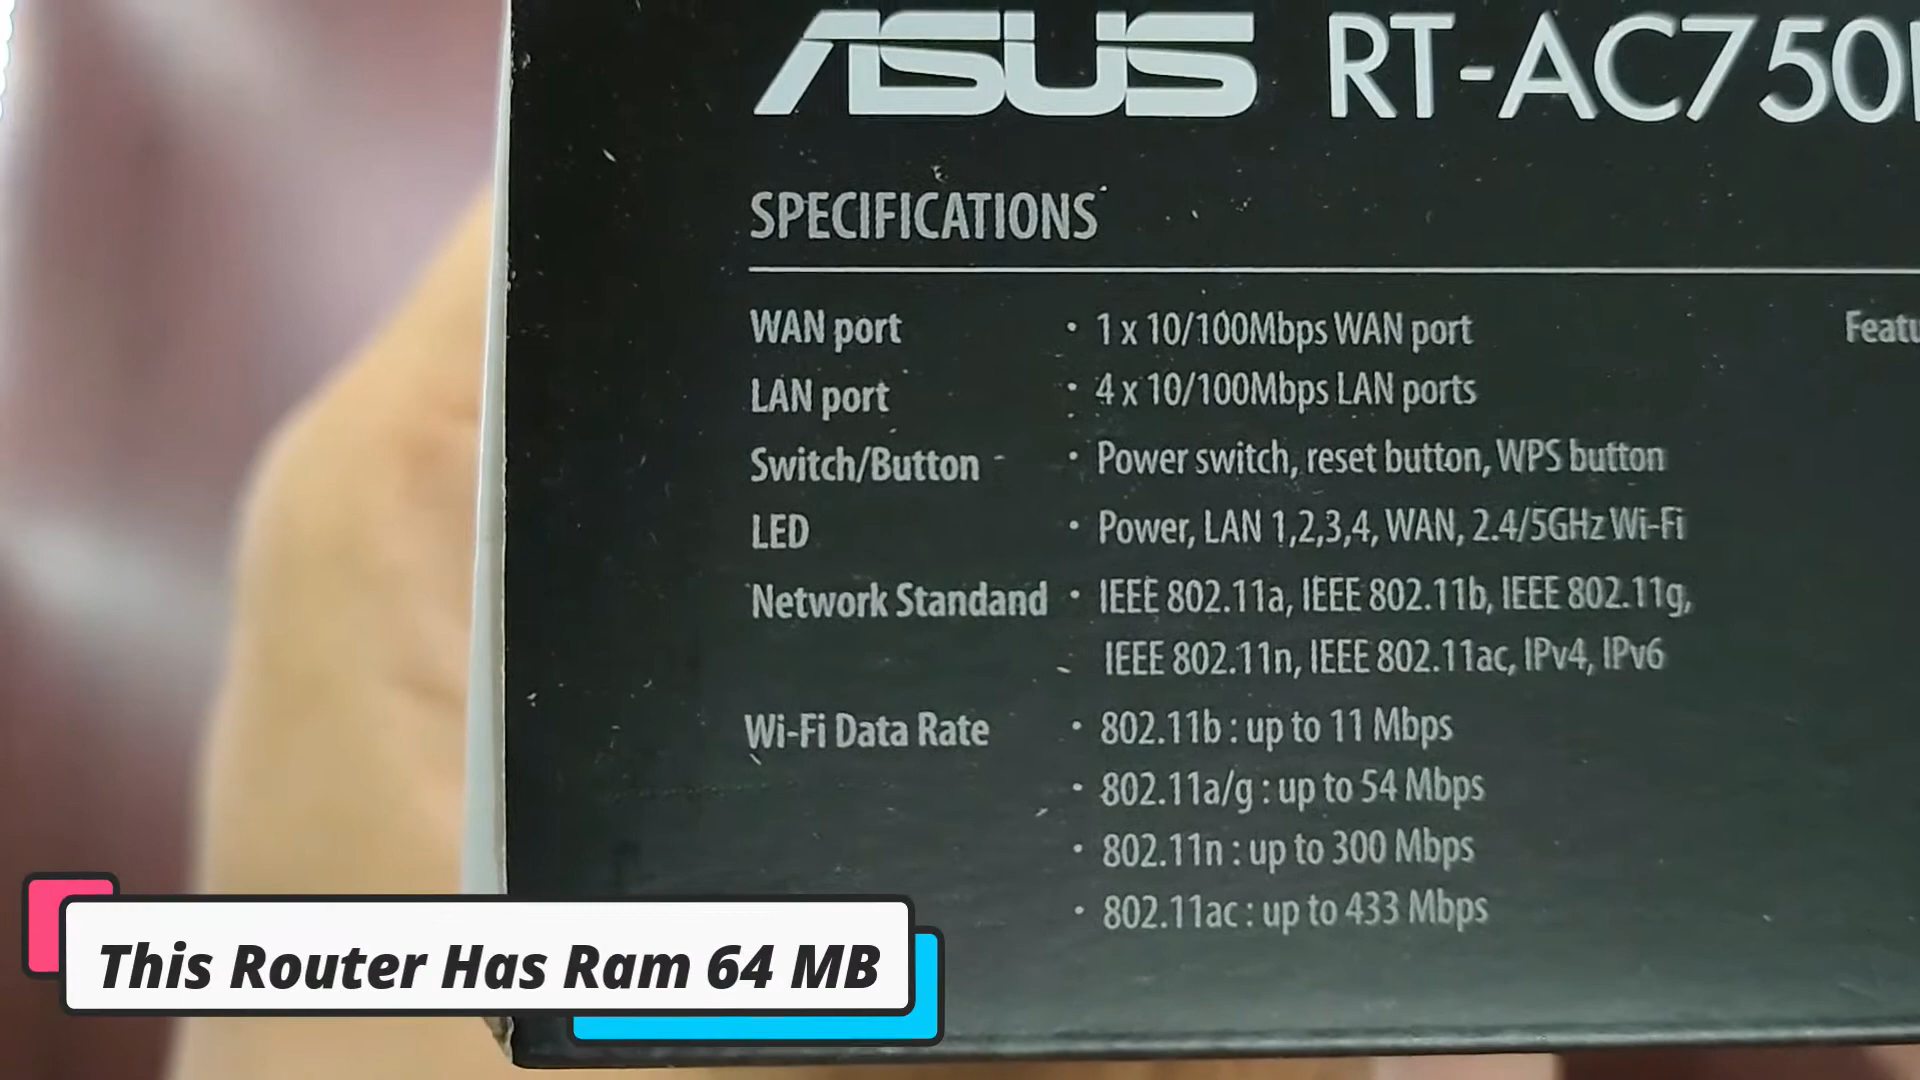 ASUS RT-AC750
SPECIFICATIONS
WAN port • 1 x 10/100Mbps WAN port
LAN port • 4 x 10/100Mbps LAN ports
Switch/Button • Power switch, reset button, WPS button
LED • Power, LAN 1,2,3,4, WAN, 2.4/5GHz Wi-Fi
Network Standand • IEEE 802.11a, IEEE 802.11b, IEEE 802.11g,
IEEE 802.11n, IEEE 802.11ac, IPv4, IPv6
Wi-Fi Data Rate • 802.11b : up to 11 Mbps
• 802.11a/g : up to 54 Mbps
• 802.11n : up to 300 Mbps
• 802.11ac : up to 433 Mbps
This Router Has Ram 64 MB